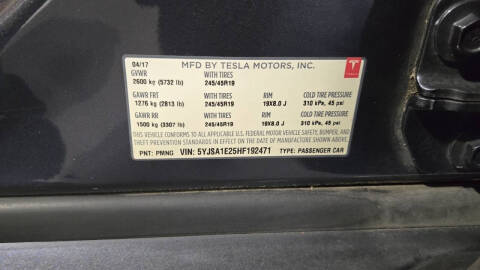 04/17 MFD BY TESLA MOTORS, INC.
GVWR WITH TIRES
2600 kg (5732 lb) 245/45R19
GAWR FRT WITH TIRES RIM COLD TIRE PRESSURE
1276 kg (2813 lb) 245/45R19 19X8.0 J 310 kPa, 45 psi
GAWR RR WITH TIRES RIM COLD TIRE PRESSURE
1500 kg (3307 lb) 245/45R19 19X8.0 J 310 kPa, 45 psi
THIS VEHICLE CONFORMS TO ALL APPLICABLE U.S. FEDERAL MOTOR VEHICLE SAFETY, BUMPER, AND
THEFT PREVENTION STANDARDS IN EFFECT ON THE DATE OF MANUFACTURE SHOWN ABOVE.
PNT: PMNG VIN: 5YJSA1E25HF192471 TYPE: PASSENGER CAR